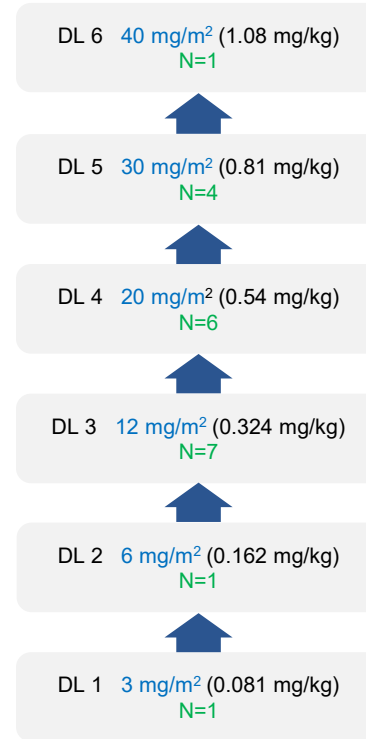 DL 6 40 mg/m² (1.08 mg/kg)
N=1
DL 5 30 mg/m² (0.81 mg/kg)
N=4
DL 4 20 mg/m² (0.54 mg/kg)
N=6
DL 3 12 mg/m² (0.324 mg/kg)
N=7
DL 2 6 mg/m² (0.162 mg/kg)
N=1
DL 1 3 mg/m² (0.081 mg/kg)
N=1